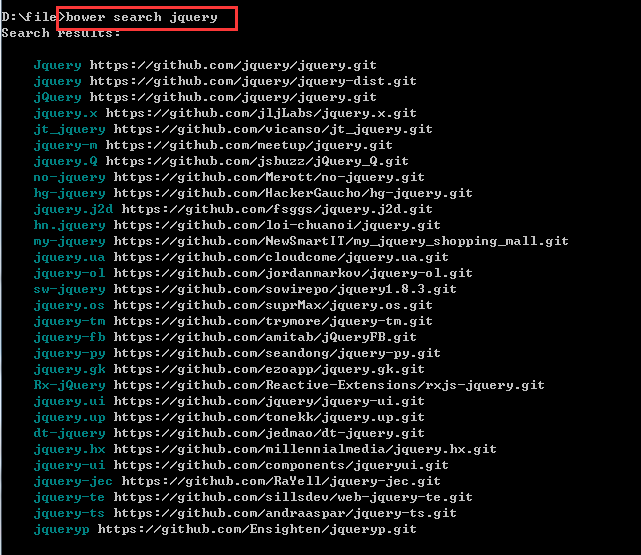 D:\file>bower search jquery
Search results:
Jquery https://github.com/jquery/jquery.git
jquery https://github.com/jquery/jquery-dist.git
jQuery https://github.com/jquery/jquery.git
jquery.x https://github.com/jljLabs/jquery.x.git
jt_jquery https://github.com/vicanso/jt_jquery.git
jquery-m https://github.com/meetup/jquery.git
jquery.Q https://github.com/jsbuzz/jQuery_Q.git
no-jquery https://github.com/Merott/no-jquery.git
hg-jquery https://github.com/HackerGaucho/hg-jquery.git
jquery.j2d https://github.com/fsggs/jquery.j2d.git
hn.jquery https://github.com/loi-chuanoi/jquery.git
my-jquery https://github.com/NewSmartIT/my_jquery_shopping_mall.git
jquery.ua https://github.com/cloudcome/jquery.ua.git
jquery-ol https://github.com/jordanmarkov/jquery-ol.git
sw-jquery https://github.com/sowirepo/jquery1.8.3.git
jquery.os https://github.com/suprMax/jquery.os.git
jquery-tm https://github.com/trymore/jquery-tm.git
jquery-fb https://github.com/amitab/jQueryFB.git
jquery-py https://github.com/seandong/jquery-py.git
jquery.gk https://github.com/ezoapp/jquery.gk.git
Rx-jQuery https://github.com/Reactive-Extensions/rxjs-jquery.git
jquery.ui https://github.com/jquery/jquery-ui.git
jquery.up https://github.com/tonekk/jquery.up.git
dt-jquery https://github.com/jedmao/dt-jquery.git
jquery.hx https://github.com/millennialmedia/jquery.hx.git
jquery-ui https://github.com/components/jqueryui.git
jquery-jec https://github.com/RaYell/jquery-jec.git
jquery-te https://github.com/sillsdev/web-jquery-te.git
jquery-ts https://github.com/andraaspar/jquery-ts.git
jqueryp https://github.com/Ensighten/jqueryp.git